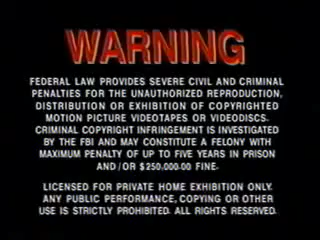 WARNING
FEDERAL LAW PROVIDES SEVERE CIVIL AND CRIMINAL
PENALTIES FOR THE UNAUTHORIZED REPRODUCTION,
DISTRIBUTION OR EXHIBITION OF COPYRIGHTED
MOTION PICTURE VIDEOTAPES OR VIDEODISCS.
CRIMINAL COPYRIGHT INFRINGEMENT IS INVESTIGATED
BY THE FBI AND MAY CONSTITUTE A FELONY WITH
MAXIMUM PENALTY OF UP TO FIVE YEARS IN PRISON
AND/OR $250,000.00 FINE.
LICENSED FOR PRIVATE HOME EXHIBITION ONLY.
ANY PUBLIC PERFORMANCE, COPYING OR OTHER
USE IS STRICTLY PROHIBITED. ALL RIGHTS RESERVED.